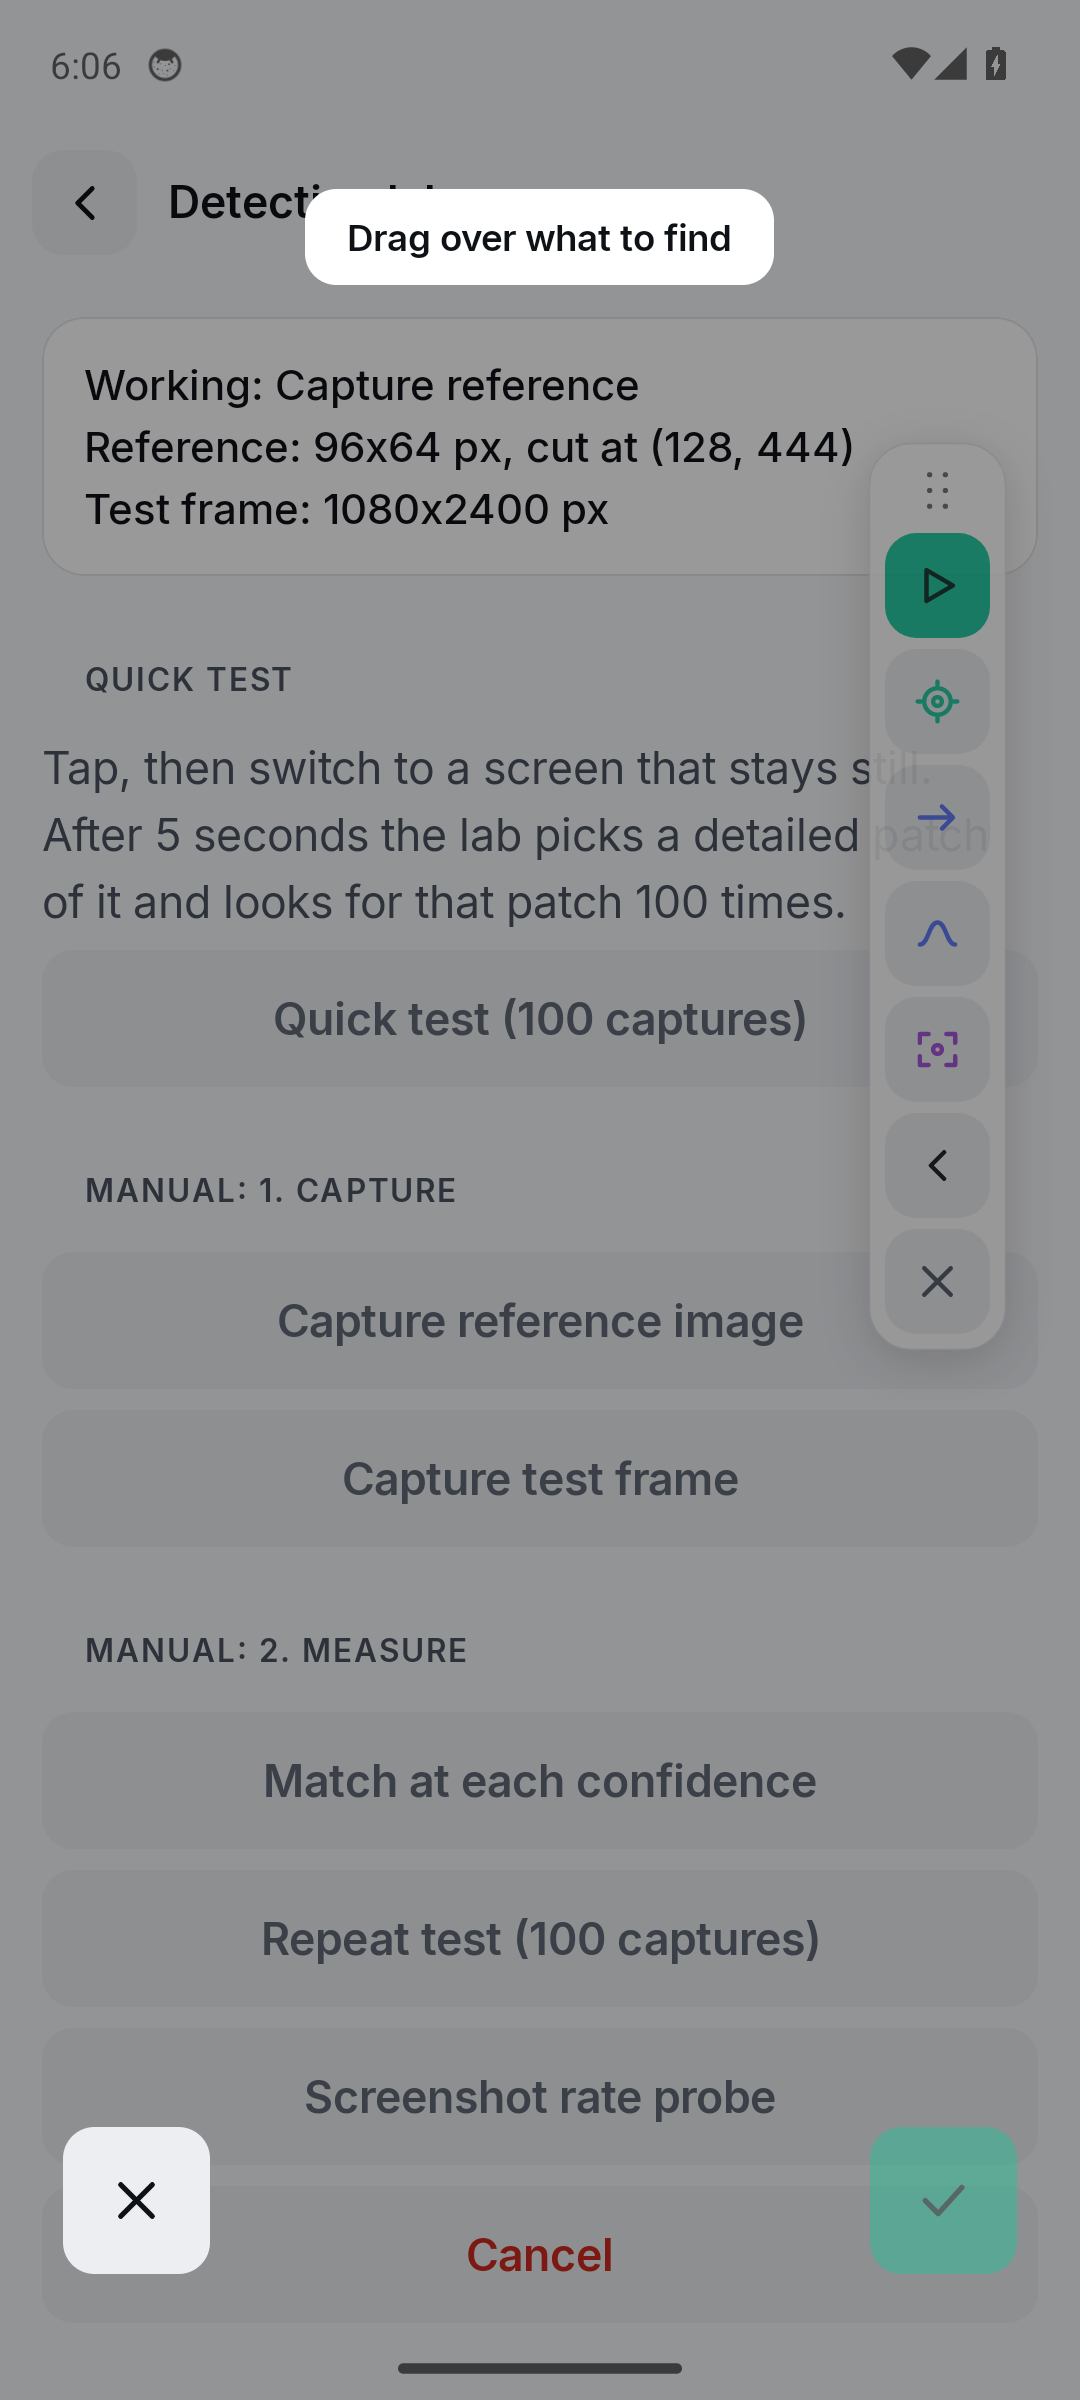 6:06
Drag over what to find
Working: Capture reference
Reference: 96x64 px, cut at (128, 444)
Test frame: 1080x2400 px
QUICK TEST
Tap, then switch to a screen that stays still.
After 5 seconds the lab picks a detailed patch
of it and looks for that patch 100 times.
Quick test (100 captures)
MANUAL: 1. CAPTURE
Capture reference image
Capture test frame
MANUAL: 2. MEASURE
Match at each confidence
Repeat test (100 captures)
Screenshot rate probe
Cancel